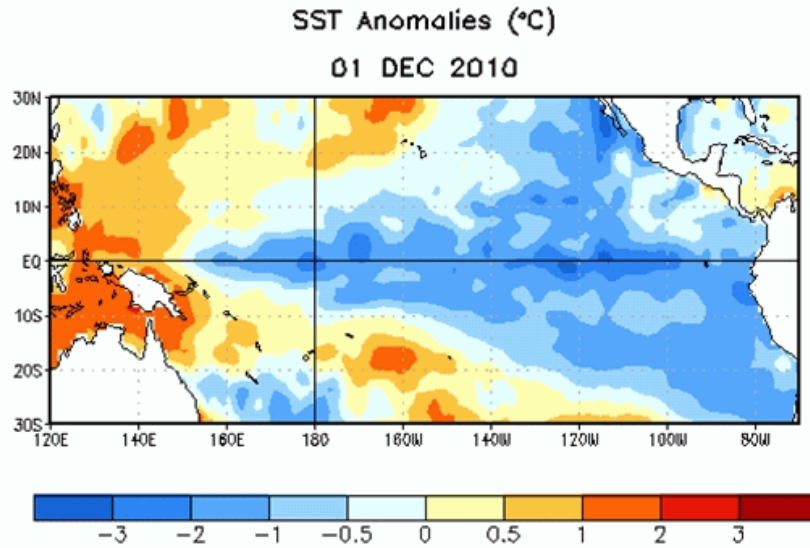 SST Anomalies (°C)
01 DEC 2010
30N
20N
10N
EQ
10S
20S
30S
120E 140E 160E 180 160W 140W 120W 100W 80W
-3 -2 -1 -0.5 0 0.5 1 2 3